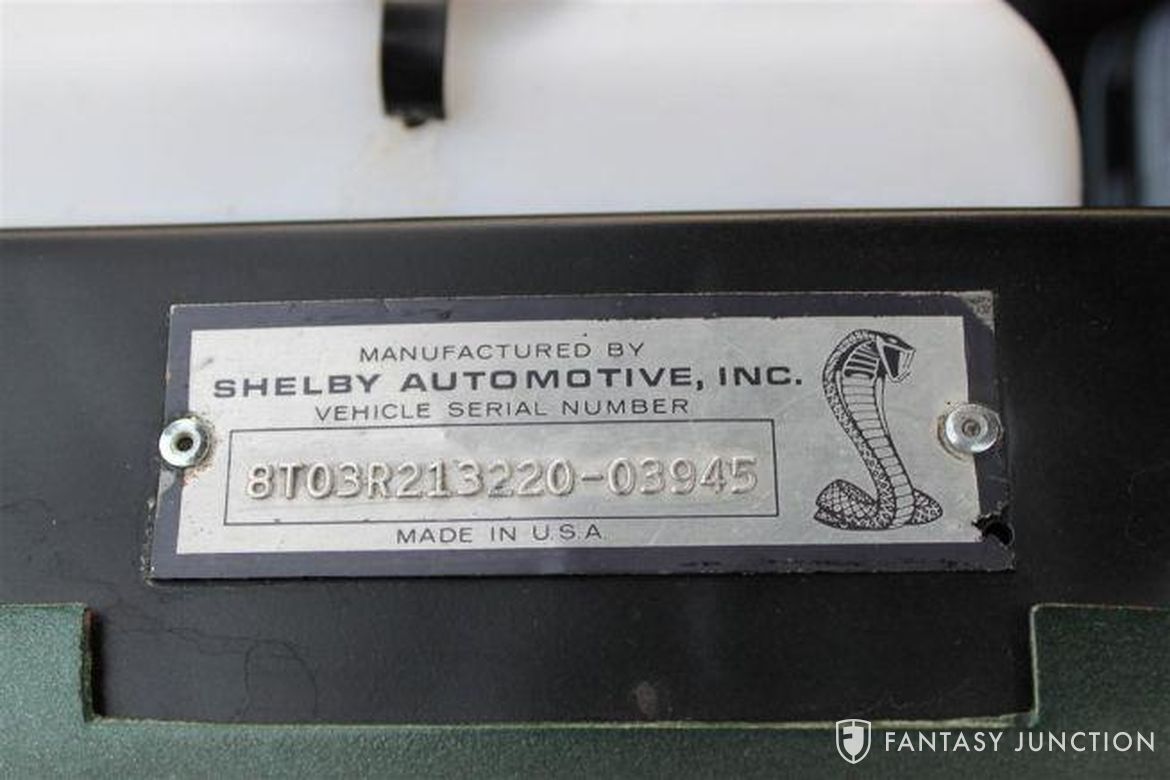 MANUFACTURED BY
SHELBY AUTOMOTIVE, INC.
VEHICLE SERIAL NUMBER
8T03R213220-03945
MADE IN U.S.A
FANTASY JUNCTION